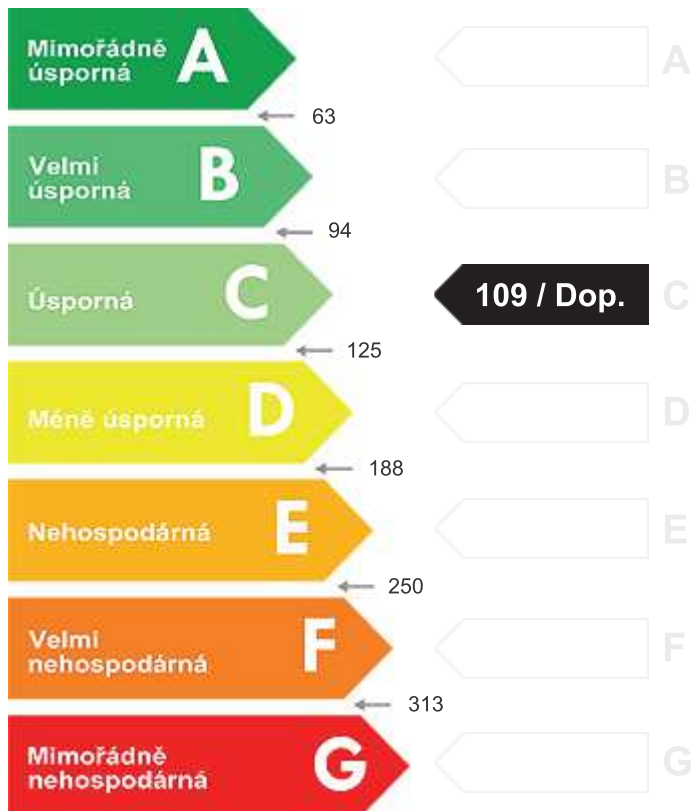 Mimořádně
úsporná
A
A
63
Velmi
úsporná
B
B
94
Úsporná
C
109 / Dop.
C
125
Méně úsporná
D
D
188
Nehospodárná
E
E
250
Velmi
nehospodárná
F
F
313
Mimořádně
nehospodárná
G
G